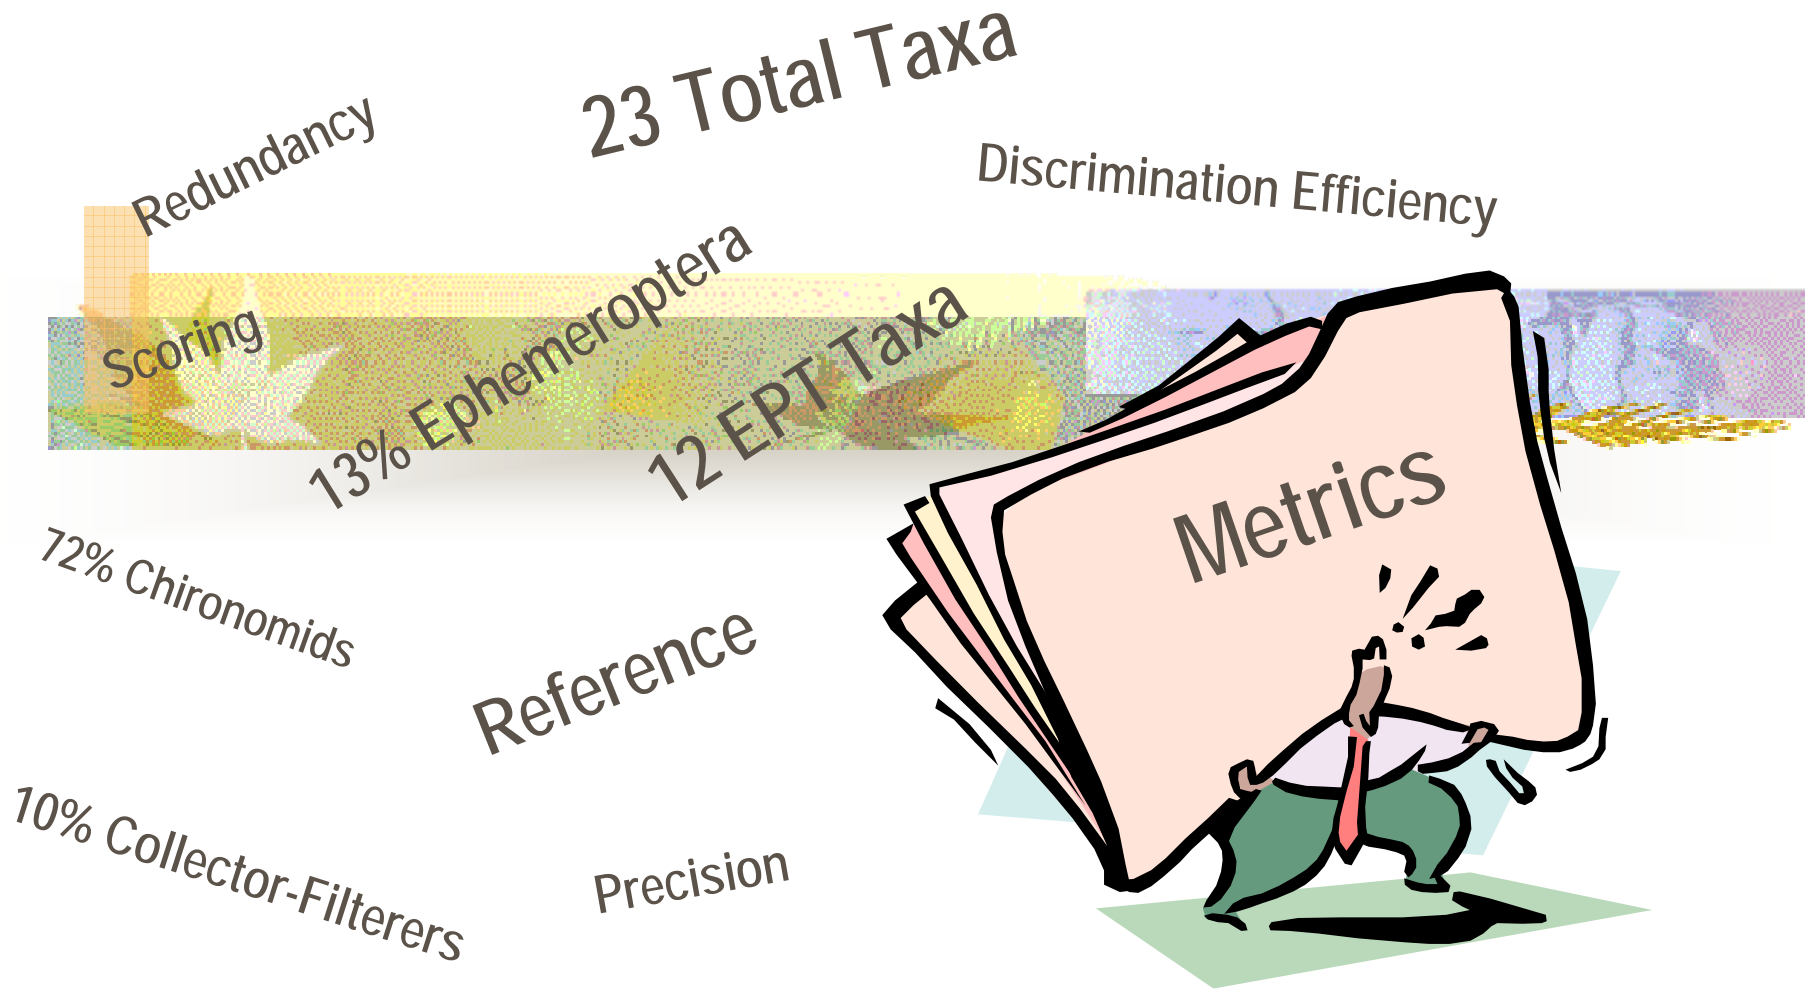 23 Total Taxa
Redundancy
Discrimination Efficiency
Scoring
13% Ephemeroptera
12 EPT Taxa
Metrics
72% Chironomids
Reference
10% Collector-Filterers
Precision